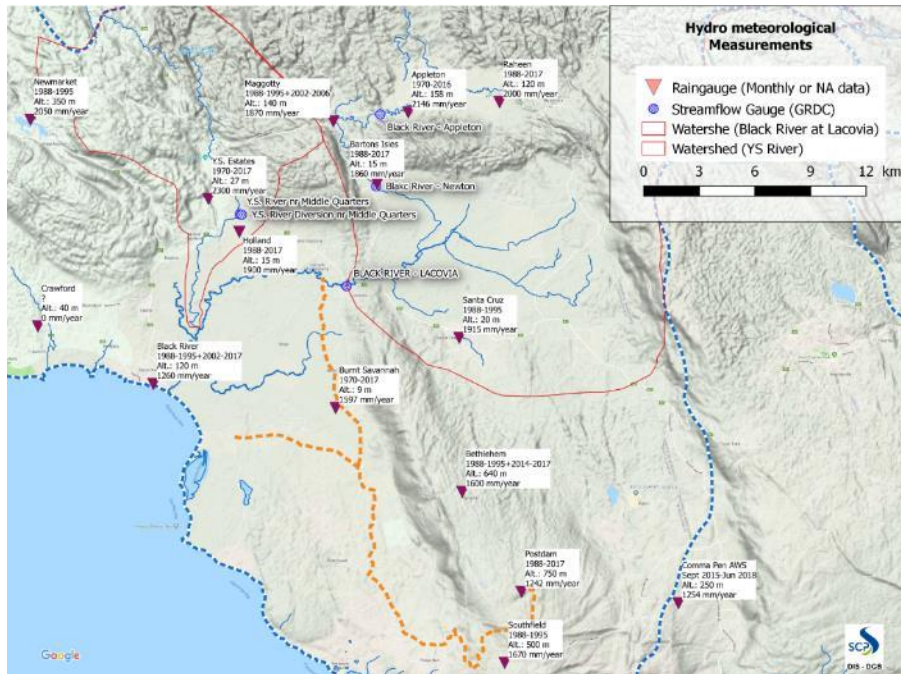 Hydro meteorological
Measurements
Raingauge (Monthly or NA data)
Streamflow Gauge (GRDC)
Watershe (Black River at Lacovia)
Watershed (YS River)
0 3 6 9 12 km
Newmarket
1988-1995
Alt.: 350 m
2050 mm/year
Maggotty
1988-1995+2002-2006
Alt.: 140 m
1870 mm/year
Appleton
1970-2016
Alt.: 158 m
2146 mm/year
Raheen
1988-2017
Alt.: 120 m
2000 mm/year
Black River - Appleton
Bartons Isles
1988-2017
Alt.: 15 m
1860 mm/year
Blakc River - Newton
Y.S. Estates
1970-2017
Alt.: 27 m
2300 mm/year
Y.S. River nr Middle Quarters
Y.S. River Diversion nr Middle Quarters
Holland
1988-2017
Alt.: 15 m
1900 mm/year
BLACK RIVER - LACOVIA
Crawford
?
Alt.: 40 m
0 mm/year
Santa Cruz
1988-1995
Alt.: 20 m
1915 mm/year
Black River
1988-1995+2002-2017
Alt.: 120 m
1260 mm/year
Burnt Savannah
1970-2017
Alt.: 9 m
1597 mm/year
Bethlehem
1988-1995+2014-2017
Alt.: 640 m
1600 mm/year
Postdam
1988-2017
Alt.: 750 m
1242 mm/year
Comma Pen AWS
Sept 2015-Jun 2018
Alt.: 250 m
1254 mm/year
Southfield
1988-1995
Alt.: 500 m
1670 mm/year
Google
SCP
DIS - DGB